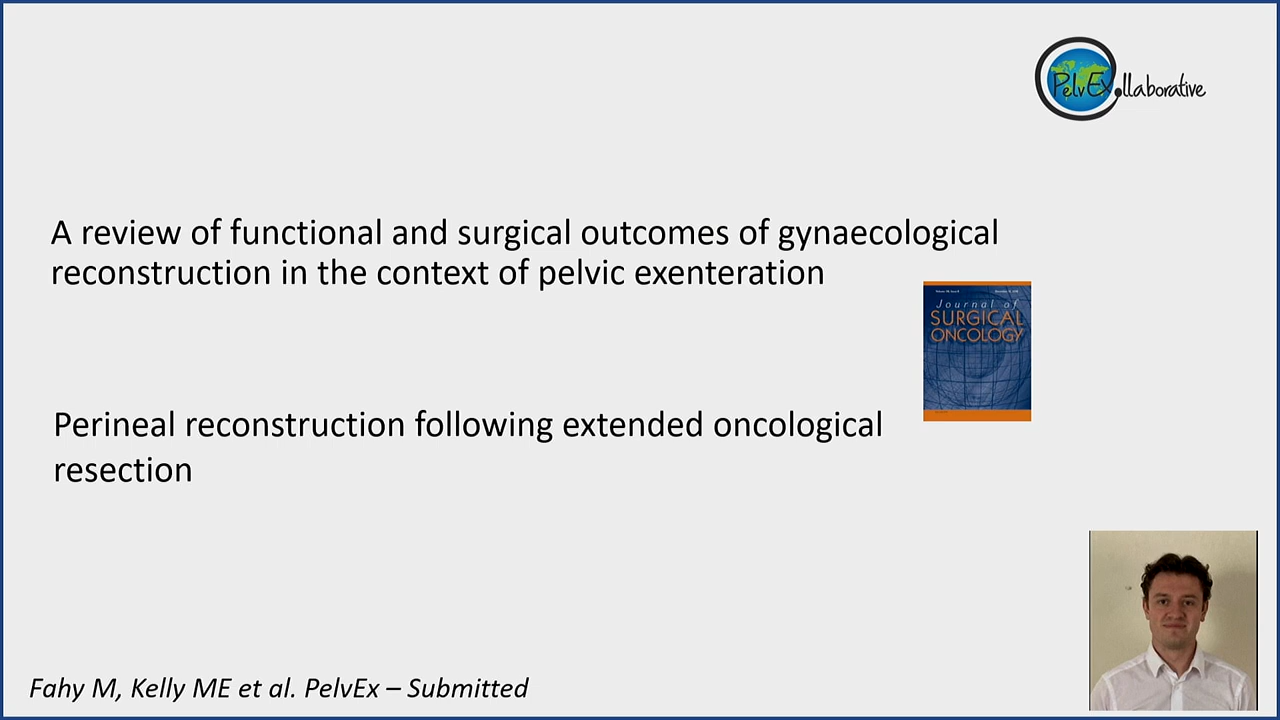 PelvEx
llaborative
A review of functional and surgical outcomes of gynaecological
reconstruction in the context of pelvic exenteration
Journal of
SURGICAL
ONCOLOGY
Perineal reconstruction following extended oncological
resection
Fahy M, Kelly ME et al. PelvEx – Submitted